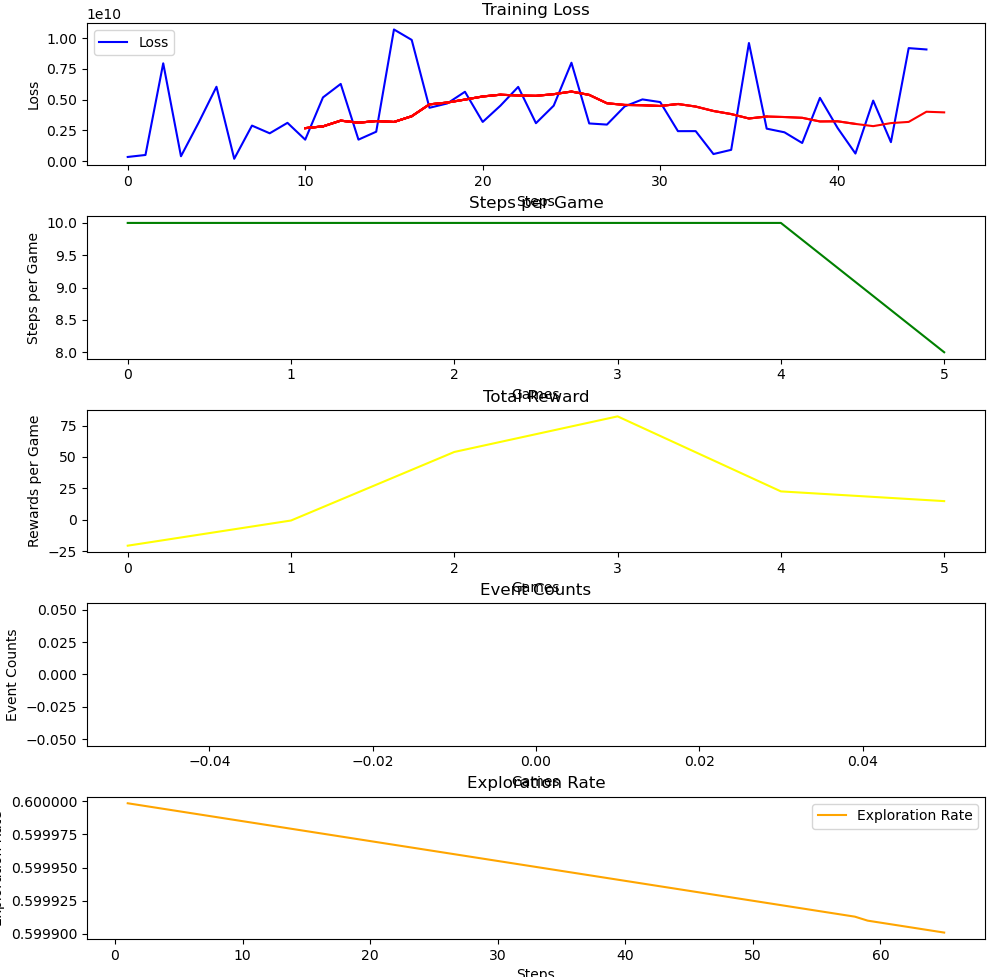 Training Loss
1e10
Loss
1.00
0.75
0.50
0.25
0.00
Loss
0 10 20 30 40
Steps
Steps per Game
Steps per Game
10.0
9.5
9.0
8.5
8.0
0 1 2 3 4 5
Games
Total Reward
Rewards per Game
75
50
25
0
−25
0 1 2 3 4 5
Games
Event Counts
Event Counts
0.050
0.025
0.000
−0.025
−0.050
−0.04 −0.02 0.00 0.02 0.04
Games
Exploration Rate
Exploration Rate
0.600000
0.599975
0.599950
0.599925
0.599900
Exploration Rate
0 10 20 30 40 50 60
Steps